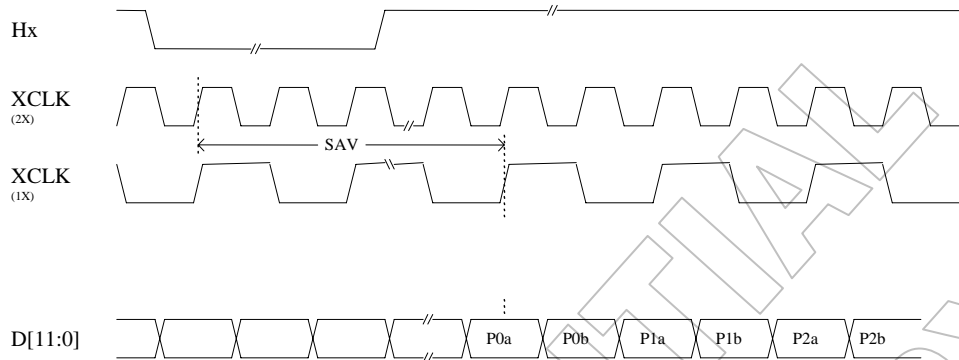 Hx
XCLK
(2X)
SAV
XCLK
(1X)
D[11:0] P0a P0b P1a P1b P2a P2b